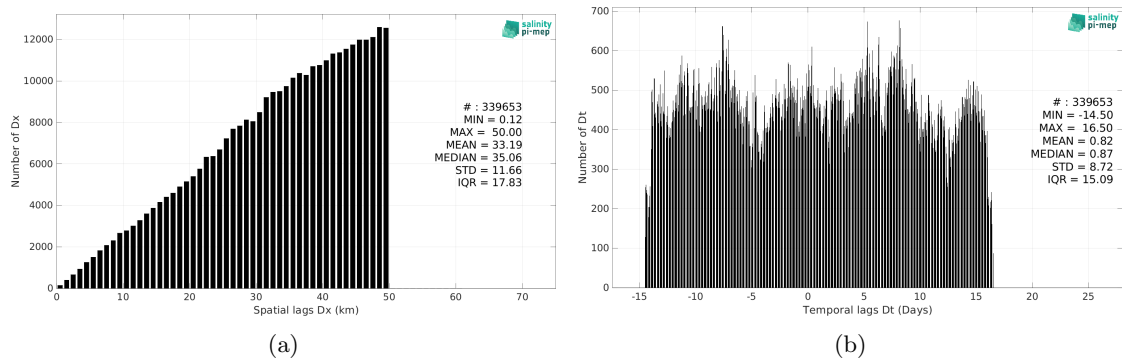 salinity
pi-mep
12000
10000
8000
6000
4000
2000
0
Number of Dx
# : 339653
MIN = 0.12
MAX = 50.00
MEAN = 33.19
MEDIAN = 35.06
STD = 11.66
IQR = 17.83
0 10 20 30 40 50 60 70
Spatial lags Dx (km)
(a)
salinity
pi-mep
700
600
500
400
300
200
100
0
Number of Dt
# : 339653
MIN = -14.50
MAX = 16.50
MEAN = 0.82
MEDIAN = 0.87
STD = 8.72
IQR = 15.09
-15 -10 -5 0 5 10 15 20 25
Temporal lags Dt (Days)
(b)